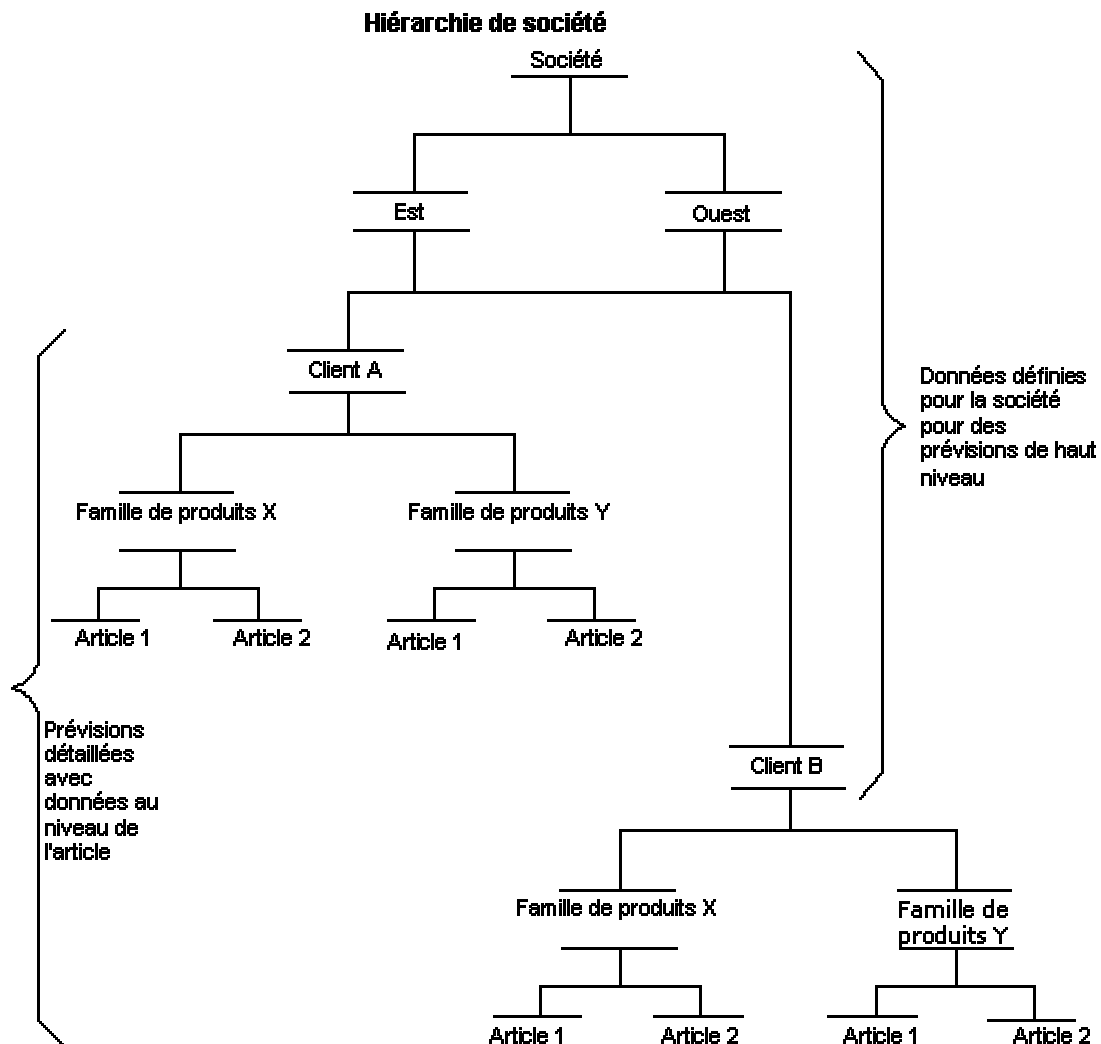 Hiérarchie de société
Société
Est
Ouest
Client A
Données définies
pour la société
pour des
prévisions de haut
niveau
Famille de produits X
Famille de produits Y
Article 1
Article 2
Article 1
Article 2
Prévisions
détaillées
avec
données au
niveau de
l'article
Client B
Famille de produits X
Famille de
produits Y
Article 1
Article 2
Article 1
Article 2